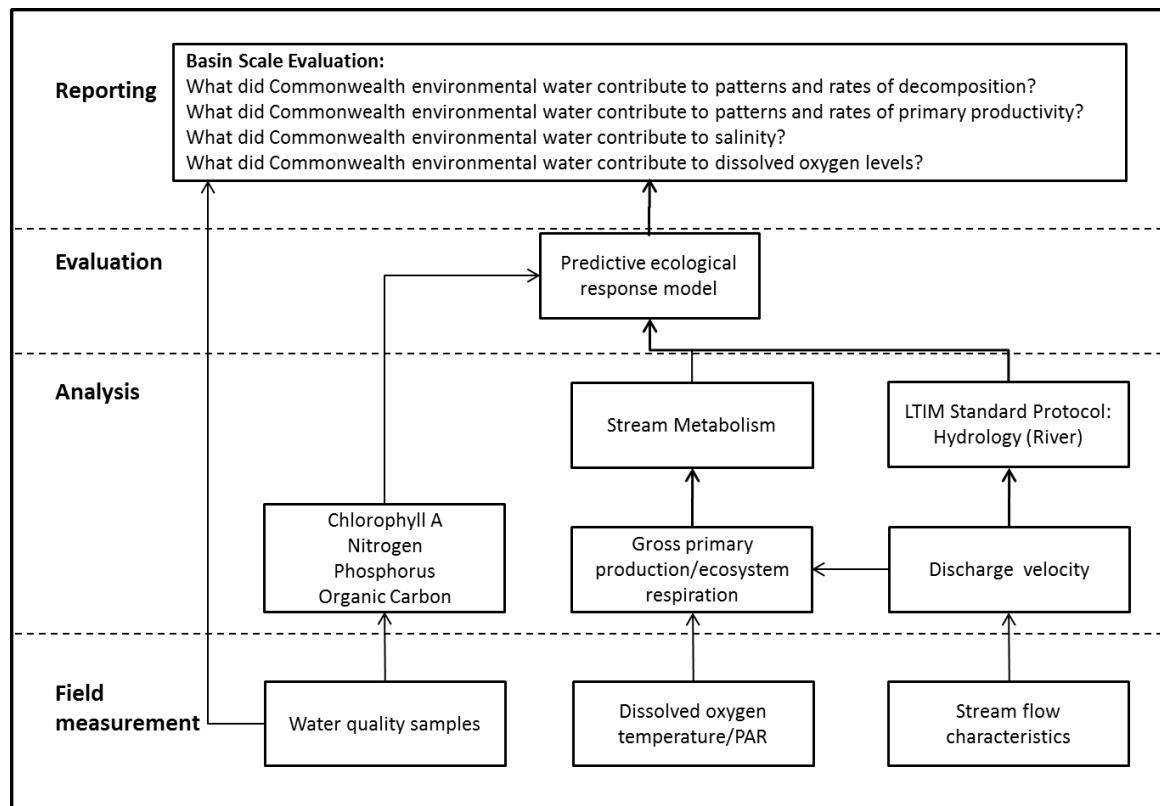 Reporting
Basin Scale Evaluation:
What did Commonwealth environmental water contribute to patterns and rates of decomposition?
What did Commonwealth environmental water contribute to patterns and rates of primary productivity?
What did Commonwealth environmental water contribute to salinity?
What did Commonwealth environmental water contribute to dissolved oxygen levels?
Evaluation
Predictive ecological
response model
Analysis
Stream Metabolism
LTIM Standard Protocol:
Hydrology (River)
Chlorophyll A
Nitrogen
Phosphorus
Organic Carbon
Gross primary
production/ecosystem
respiration
Discharge velocity
Field
measurement
Water quality samples
Dissolved oxygen
temperature/PAR
Stream flow
characteristics